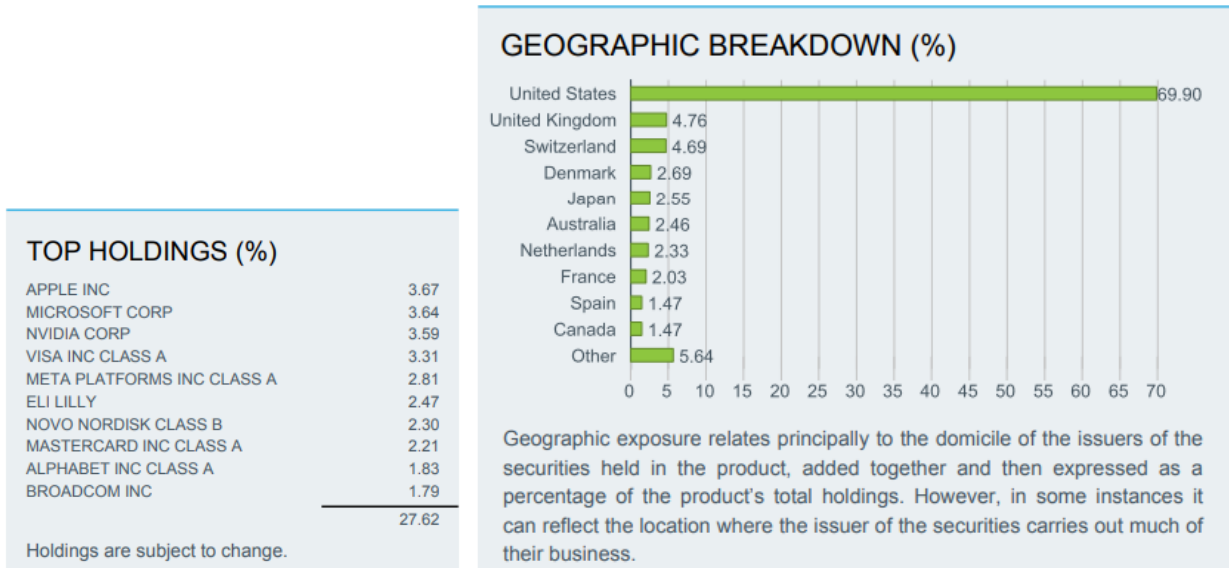 TOP HOLDINGS (%)
APPLE INC 3.67
MICROSOFT CORP 3.64
NVIDIA CORP 3.59
VISA INC CLASS A 3.31
META PLATFORMS INC CLASS A 2.81
ELI LILLY 2.47
NOVO NORDISK CLASS B 2.30
MASTERCARD INC CLASS A 2.21
ALPHABET INC CLASS A 1.83
BROADCOM INC 1.79
27.62
Holdings are subject to change.
GEOGRAPHIC BREAKDOWN (%)
United States 69.90
United Kingdom 4.76
Switzerland 4.69
Denmark 2.69
Japan 2.55
Australia 2.46
Netherlands 2.33
France 2.03
Spain 1.47
Canada 1.47
Other 5.64
0 5 10 15 20 25 30 35 40 45 50 55 60 65 70
Geographic exposure relates principally to the domicile of the issuers of the
securities held in the product, added together and then expressed as a
percentage of the product's total holdings. However, in some instances it
can reflect the location where the issuer of the securities carries out much of
their business.